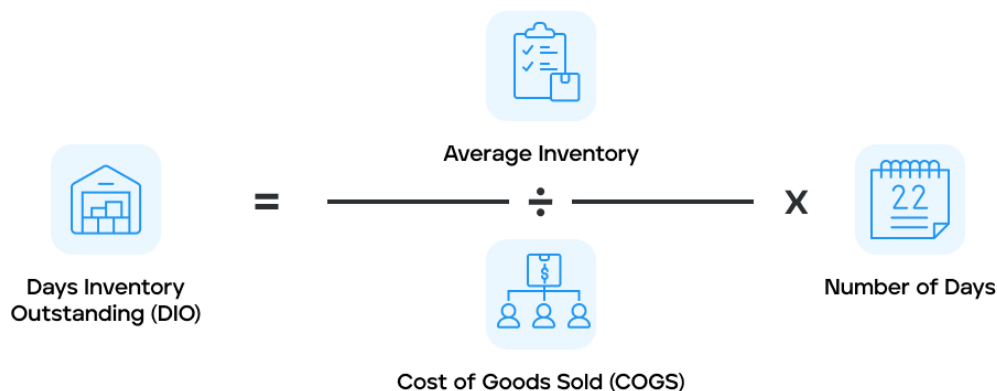 Average Inventory
=
÷
X
22
$
Days Inventory
Outstanding (DIO)
Number of Days
Cost of Goods Sold (COGS)